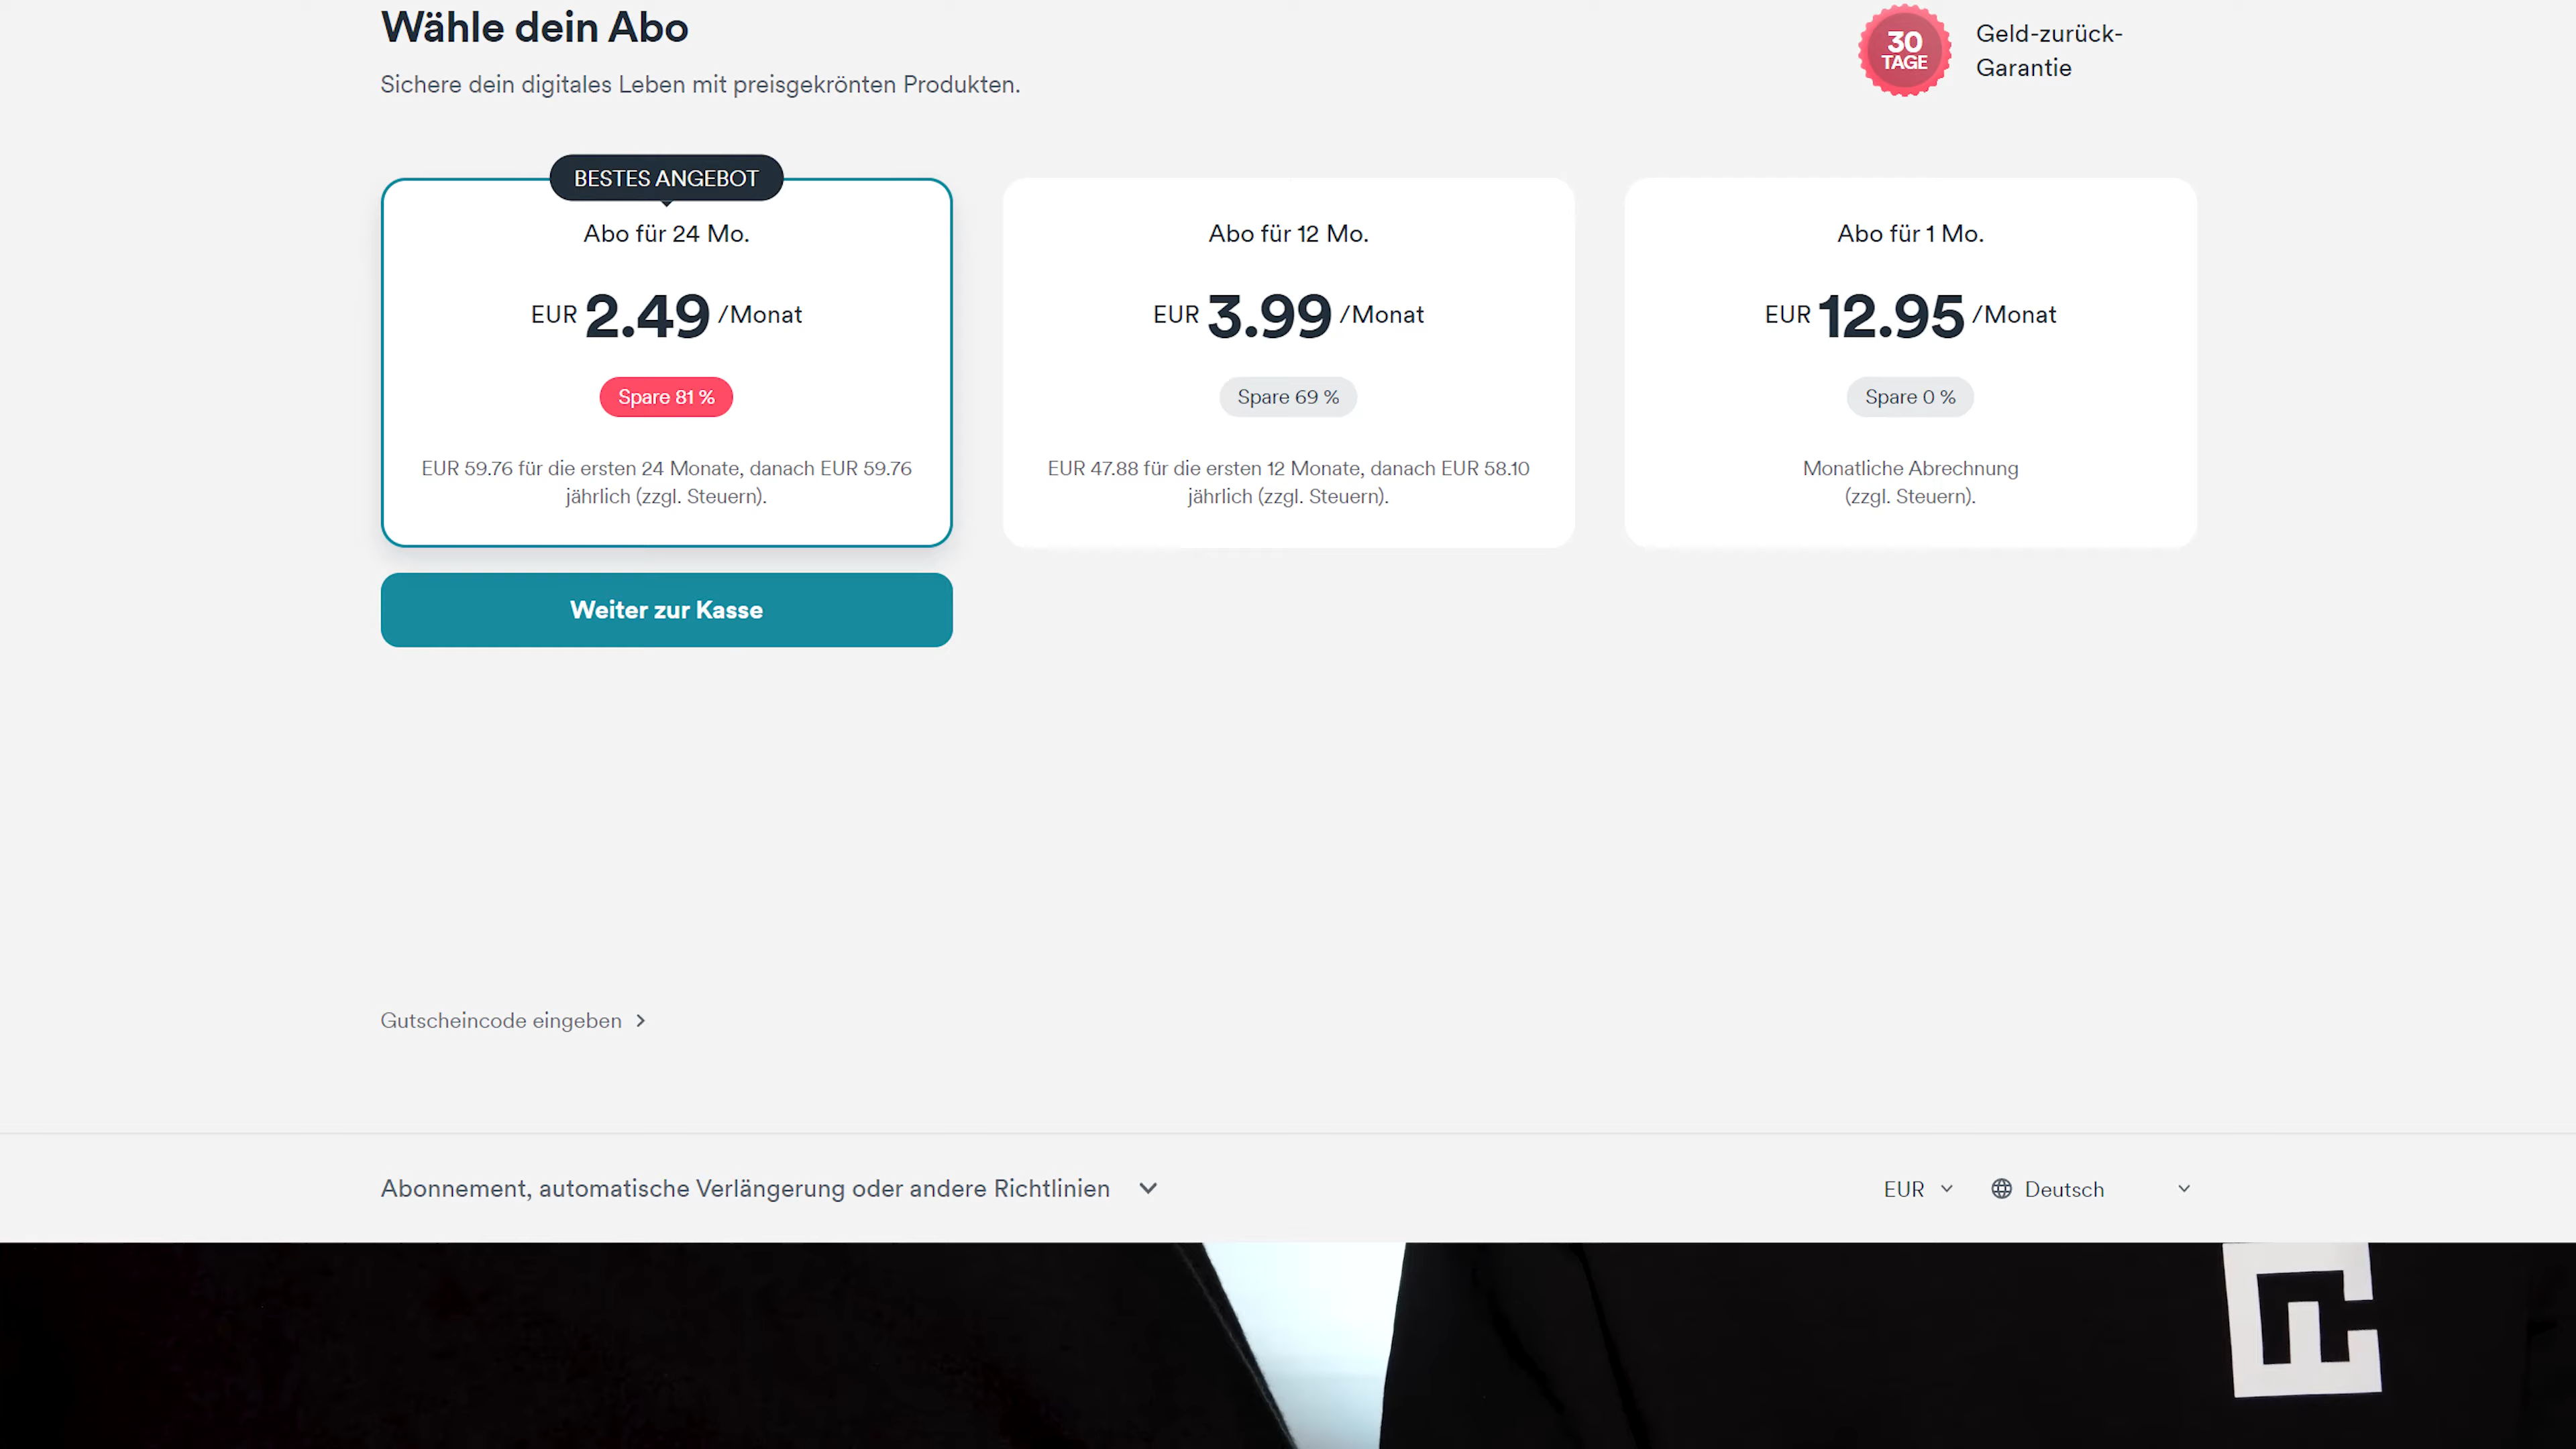 Wähle dein Abo
Sichere dein digitales Leben mit preisgekrönten Produkten.
30
TAGE
Geld-zurück-
Garantie
BESTES ANGEBOT
Abo für 24 Mo.
EUR 2.49 /Monat
Spare 81 %
EUR 59.76 für die ersten 24 Monate, danach EUR 59.76
jährlich (zzgl. Steuern).
Weiter zur Kasse
Abo für 12 Mo.
EUR 3.99 /Monat
Spare 69 %
EUR 47.88 für die ersten 12 Monate, danach EUR 58.10
jährlich (zzgl. Steuern).
Abo für 1 Mo.
EUR 12.95 /Monat
Spare 0 %
Monatliche Abrechnung
(zzgl. Steuern).
Gutscheincode eingeben
Abonnement, automatische Verlängerung oder andere Richtlinien
EUR
Deutsch